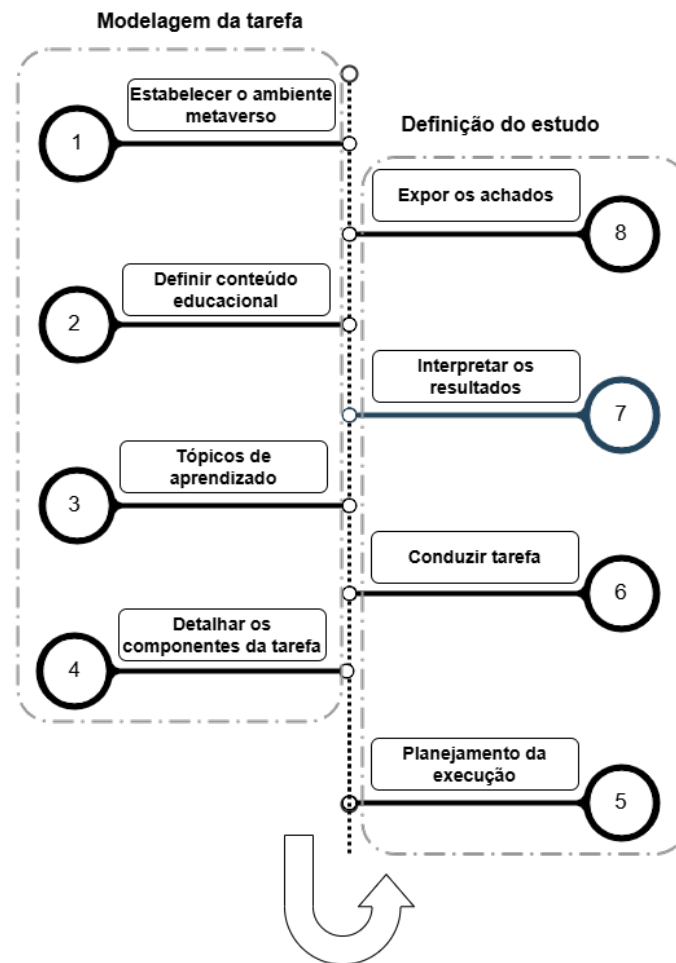 Modelagem da tarefa
Estabelecer o ambiente
metaverso
1
Definir conteúdo
educacional
2
Tópicos de
aprendizado
3
Detalhar os
componentes da tarefa
4
Definição do estudo
Expor os achados
8
Interpretar os
resultados
7
Conduzir tarefa
6
Planejamento da
execução
5